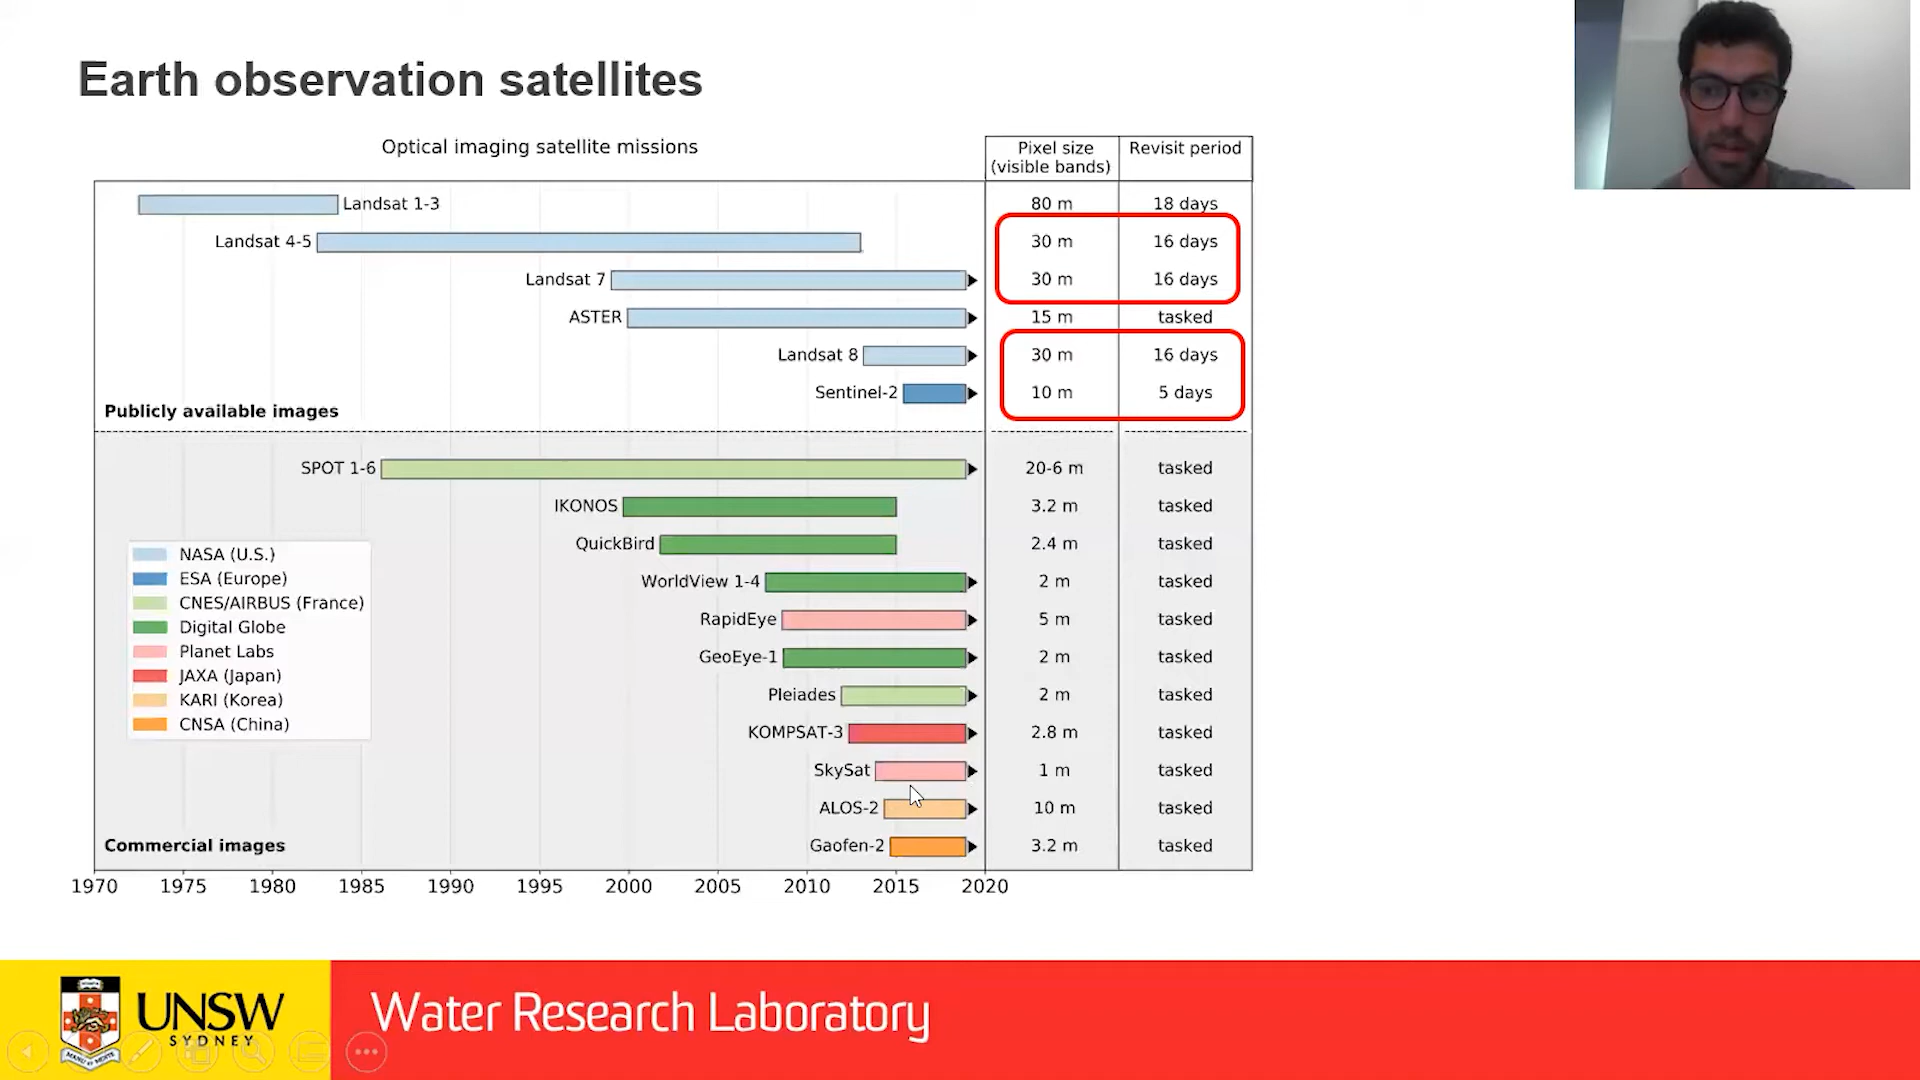 Earth observation satellites
Optical imaging satellite missions
Pixel size
(visible bands)
Revisit period
Landsat 1-3 80 m 18 days
Landsat 4-5 30 m 16 days
Landsat 7 30 m 16 days
ASTER 15 m tasked
Landsat 8 30 m 16 days
Sentinel-2 10 m 5 days
Publicly available images
SPOT 1-6 20-6 m tasked
IKONOS 3.2 m tasked
QuickBird 2.4 m tasked
WorldView 1-4 2 m tasked
RapidEye 5 m tasked
GeoEye-1 2 m tasked
Pleiades 2 m tasked
KOMPSAT-3 2.8 m tasked
SkySat 1 m tasked
ALOS-2 10 m tasked
Gaofen-2 3.2 m tasked
NASA (U.S.)
ESA (Europe)
CNES/AIRBUS (France)
Digital Globe
Planet Labs
JAXA (Japan)
KARI (Korea)
CNSA (China)
Commercial images
1970 1975 1980 1985 1990 1995 2000 2005 2010 2015 2020
UNSW
SYDNEY
Water Research Laboratory